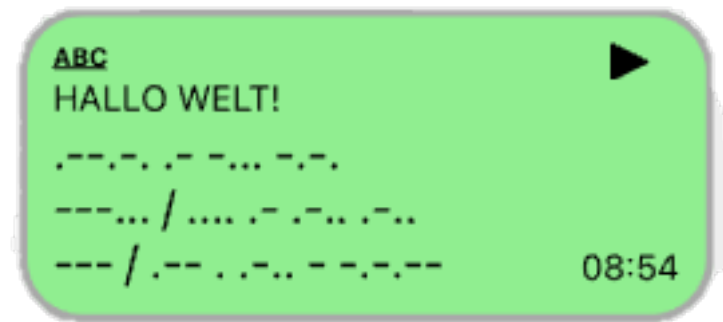 ABC
HALLO WELT!
.--.-. .- -... -.-.
---... / .... .- .-.. .-..
--- / .-- . .-.. - -.-.--
08:54